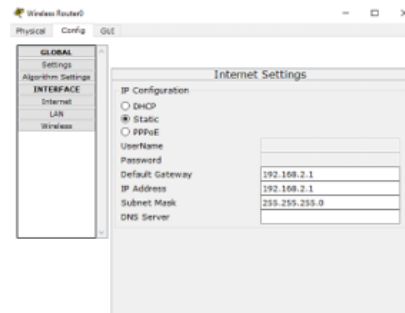 Wireless Router0
Physical Config GUI
GLOBAL
Settings
Algorithm Settings
INTERFACE
Internet
LAN
Wireless
Internet Settings
IP Configuration
DHCP
Static
PPPoE
UserName
Password
Default Gateway 192.168.2.1
IP Address 192.168.2.1
Subnet Mask 255.255.255.0
DNS Server